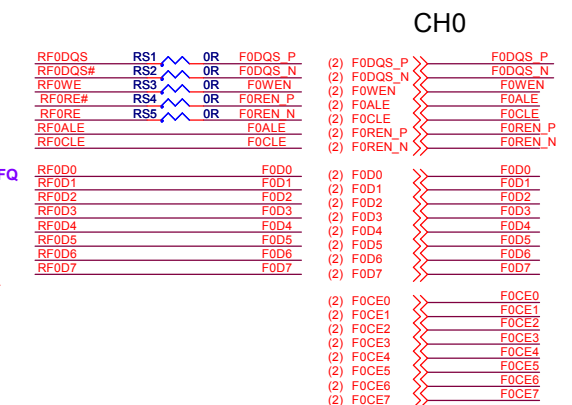 CH0
RF0DQS RS1 0R F0DQS_P
RF0DQS# RS2 0R F0DQS_N
RF0WE RS3 0R F0WEN
RF0RE# RS4 0R F0REN_P
RF0RE RS5 0R F0REN_N
RF0ALE F0ALE
RF0CLE F0CLE
FQ
RF0D0 F0D0
RF0D1 F0D1
RF0D2 F0D2
RF0D3 F0D3
RF0D4 F0D4
RF0D5 F0D5
RF0D6 F0D6
RF0D7 F0D7
(2) F0DQS_P F0DQS_P
(2) F0DQS_N F0DQS_N
(2) F0WEN F0WEN
(2) F0ALE F0ALE
(2) F0CLE F0CLE
(2) F0REN_P F0REN_P
(2) F0REN_N F0REN_N
(2) F0D0 F0D0
(2) F0D1 F0D1
(2) F0D2 F0D2
(2) F0D3 F0D3
(2) F0D4 F0D4
(2) F0D5 F0D5
(2) F0D6 F0D6
(2) F0D7 F0D7
(2) F0CE0 F0CE0
(2) F0CE1 F0CE1
(2) F0CE2 F0CE2
(2) F0CE3 F0CE3
(2) F0CE4 F0CE4
(2) F0CE5 F0CE5
(2) F0CE6 F0CE6
(2) F0CE7 F0CE7